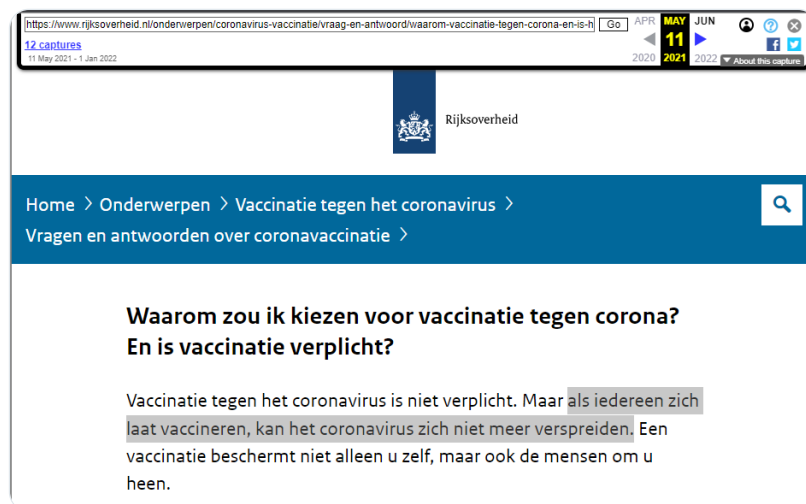 https://www.rijksoverheid.nl/onderwerpen/coronavirus-vaccinatie/vraag-en-antwoord/waarom-vaccinatie-tegen-corona-en-is-h
Go
APR MAY JUN
12 captures
11
11 May 2021 - 1 Jan 2022
2020 2021 2022
About this capture
Rijksoverheid
Home > Onderwerpen > Vaccinatie tegen het coronavirus >
Vragen en antwoorden over coronavaccinatie >
Waarom zou ik kiezen voor vaccinatie tegen corona?
En is vaccinatie verplicht?
Vaccinatie tegen het coronavirus is niet verplicht. Maar als iedereen zich
laat vaccineren, kan het coronavirus zich niet meer verspreiden. Een
vaccinatie beschermt niet alleen u zelf, maar ook de mensen om u
heen.